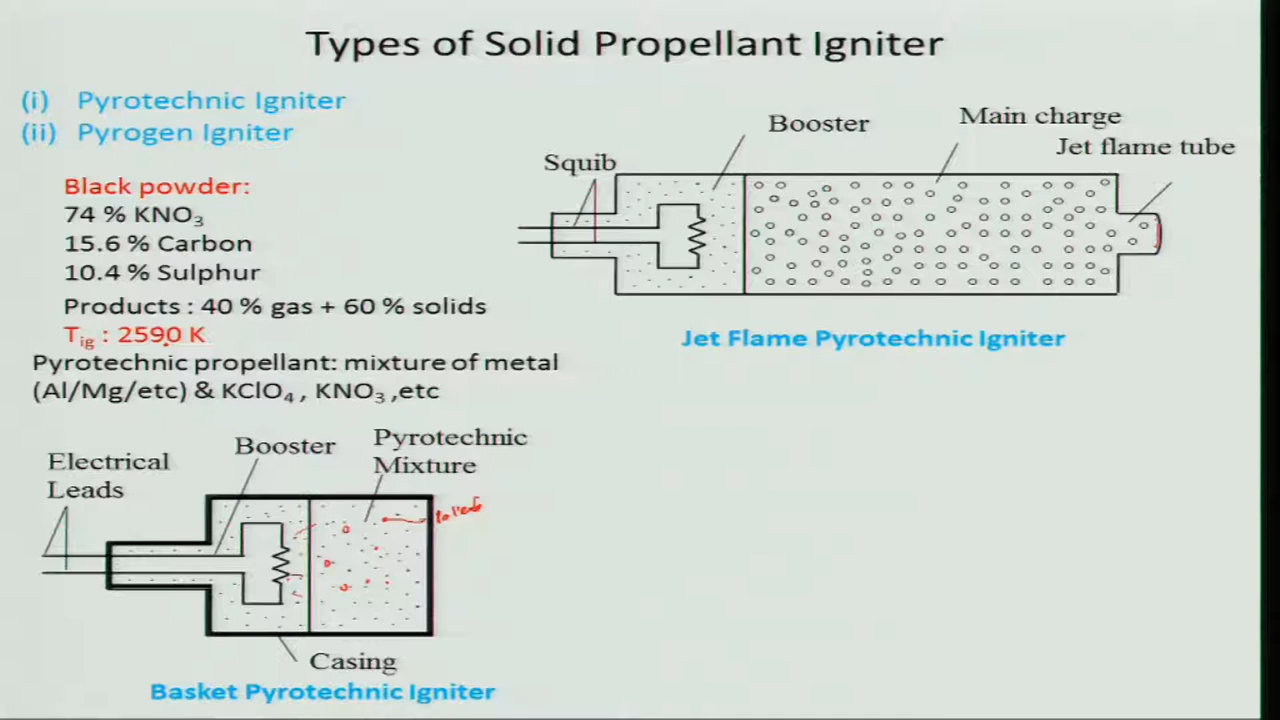 Types of Solid Propellant Igniter
(i) Pyrotechnic Igniter
(ii) Pyrogen Igniter
Black powder:
74 % KNO₃
15.6 % Carbon
10.4 % Sulphur
Products : 40 % gas + 60 % solids
Tig : 2590 K
Pyrotechnic propellant: mixture of metal
(Al/Mg/etc) & KClO₄ , KNO₃ ,etc
Squib
Booster
Main charge
Jet flame tube
Jet Flame Pyrotechnic Igniter
Electrical
Leads
Booster
Pyrotechnic
Mixture
Casing
Basket Pyrotechnic Igniter